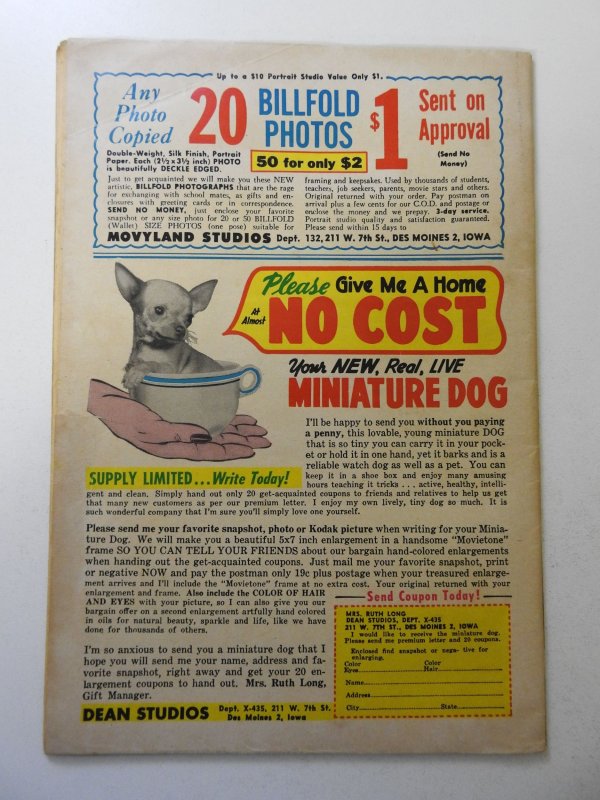 Up to a $10 Portrait Studio Value Only $1.
Any
Photo
Copied
20
BILLFOLD
PHOTOS
50 for only $2
$1
Sent on
Approval
(Send No
Money)
Double-Weight, Silk Finish, Portrait
Paper. Each (2½ x 3½ inch) PHOTO
is beautifully DECKLE EDGED.
Just to get acquainted we will make you these NEW
artistic, BILLFOLD PHOTOGRAPHS that are the rage
for exchanging with school mates, as gifts and en-
closures with greeting cards or in correspondence.
SEND NO MONEY, just enclose your favorite
snapshot or any size photo for 20 or 50 BILLFOLD
(Wallet) SIZE PHOTOS (one pose) suitable for
framing and keepsakes. Used by thousands of students,
teachers, job seekers, parents, movie stars and others.
Original returned with your order. Pay postman on
arrival plus a few cents for our C.O.D. and postage or
enclose the money and we prepay. 3-day service.
Portrait studio quality and satisfaction guaranteed.
Please send within 15 days to
MOVYLAND STUDIOS Dept. 132, 211 W. 7th St., DES MOINES 2, IOWA
Please Give Me A Home
At
Almost
NO COST
Your NEW, Real, LIVE
MINIATURE DOG
I'll be happy to send you without you paying
a penny, this lovable, young miniature DOG
that is so tiny you can carry it in your pock-
et or hold it in one hand, yet it barks and is a
reliable watch dog as well as a pet. You can
SUPPLY LIMITED...Write Today! keep it in a shoe box and enjoy many amusing
hours teaching it tricks . . . active, healthy, intelli-
gent and clean. Simply hand out only 20 get-acquainted coupons to friends and relatives to help us get
that many new customers as per our premium letter. I enjoy my own lively, tiny dog so much. It is
such wonderful company that I'm sure you'll simply love one yourself.
Please send me your favorite snapshot, photo or Kodak picture when writing for your Minia-
ture Dog. We will make you a beautiful 5x7 inch enlargement in a handsome "Movietone"
frame SO YOU CAN TELL YOUR FRIENDS about our bargain hand-colored enlargements
when handing out the get-acquainted coupons. Just mail your favorite snapshot, print
or negative NOW and pay the postman only 19c plus postage when your treasured enlarge-
ment arrives and I'll include the "Movietone" frame at no extra cost. Your original returned with your
enlargement and frame. Also include the COLOR OF HAIR
AND EYES with your picture, so I can also give you our
bargain offer on a second enlargement artfully hand colored
in oils for natural beauty, sparkle and life, like we have
done for thousands of others.
I'm so anxious to send you a miniature dog that I
hope you will send me your name, address and fa-
vorite snapshot, right away and get your 20 en-
largement coupons to hand out. Mrs. Ruth Long,
Gift Manager.
DEAN STUDIOS Dept. X-435, 211 W. 7th St.
Des Moines 2, Iowa
Send Coupon Today!
MRS. RUTH LONG
DEAN STUDIOS, DEPT. X-435
211 W. 7TH ST., DES MOINES 2, IOWA
I would like to receive the miniature dog.
Please send me premium letter and 20 coupons.
Enclosed find snapshot or nega- tive for
enlarging.
Color Color
Eyes Hair
Name
Address
City State